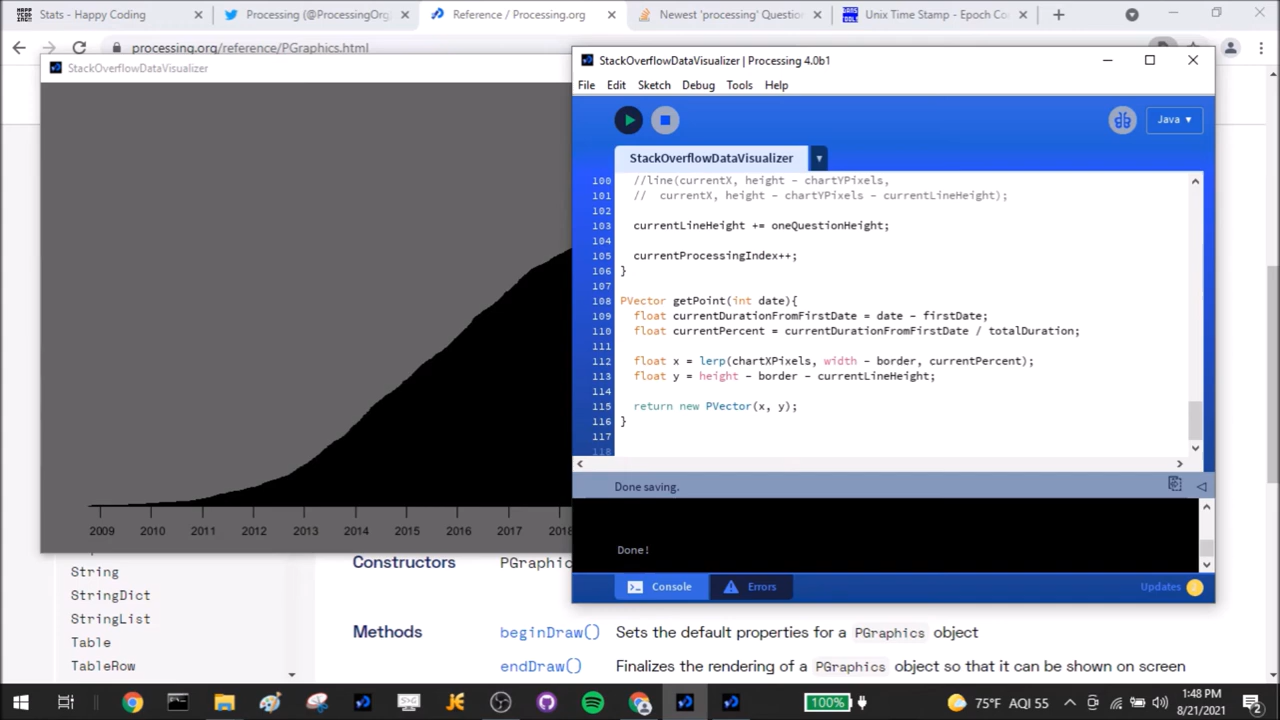 Stats - Happy Coding
Processing (@ProcessingOrg
Reference / Processing.org
Newest 'processing' Question
Unix Time Stamp - Epoch Co
processing.org/reference/PGraphics.html
StackOverflowDataVisualizer
StackOverflowDataVisualizer | Processing 4.0b1
File Edit Sketch Debug Tools Help
Java ▾
StackOverflowDataVisualizer
100 //line(currentX, height - chartYPixels,
101 //  currentX, height - chartYPixels - currentLineHeight);
102
103 currentLineHeight += oneQuestionHeight;
104
105 currentProcessingIndex++;
106 }
107
108 PVector getPoint(int date){
109 float currentDurationFromFirstDate = date - firstDate;
110 float currentPercent = currentDurationFromFirstDate / totalDuration;
111
112 float x = lerp(chartXPixels, width - border, currentPercent);
113 float y = height - border - currentLineHeight;
114
115 return new PVector(x, y);
116 }
117
118
Done saving.
Done!
Console Errors Updates
2009 2010 2011 2012 2013 2014 2015 2016 2017 2018
String
StringDict
StringList
Table
TableRow
Constructors PGraphic
Methods beginDraw() Sets the default properties for a PGraphics object
endDraw() Finalizes the rendering of a PGraphics object so that it can be shown on screen
100% 75°F AQI 55 1:48 PM
8/21/2021 2